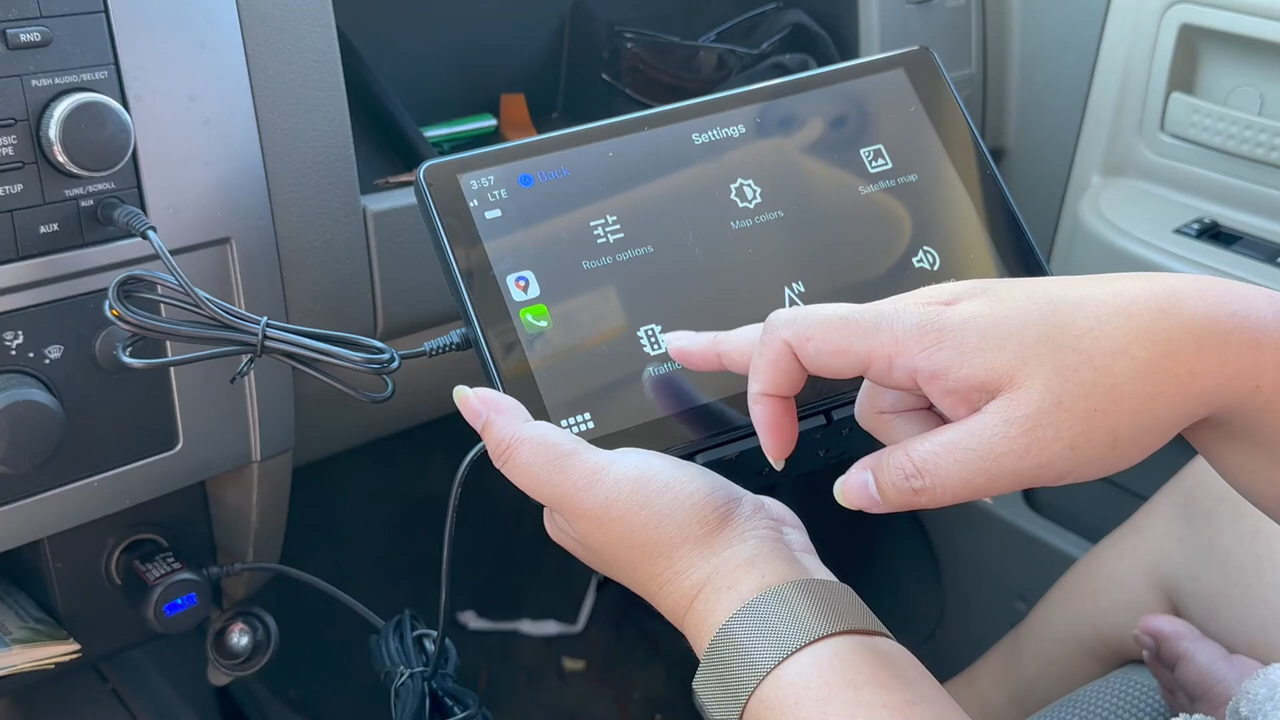 RND
PUSH AUDIO/SELECT
TUNE/SCROLL
AUX
AUX
3:57
LTE
Back
Settings
Route options
Map colors
Satellite map
N
Traffic